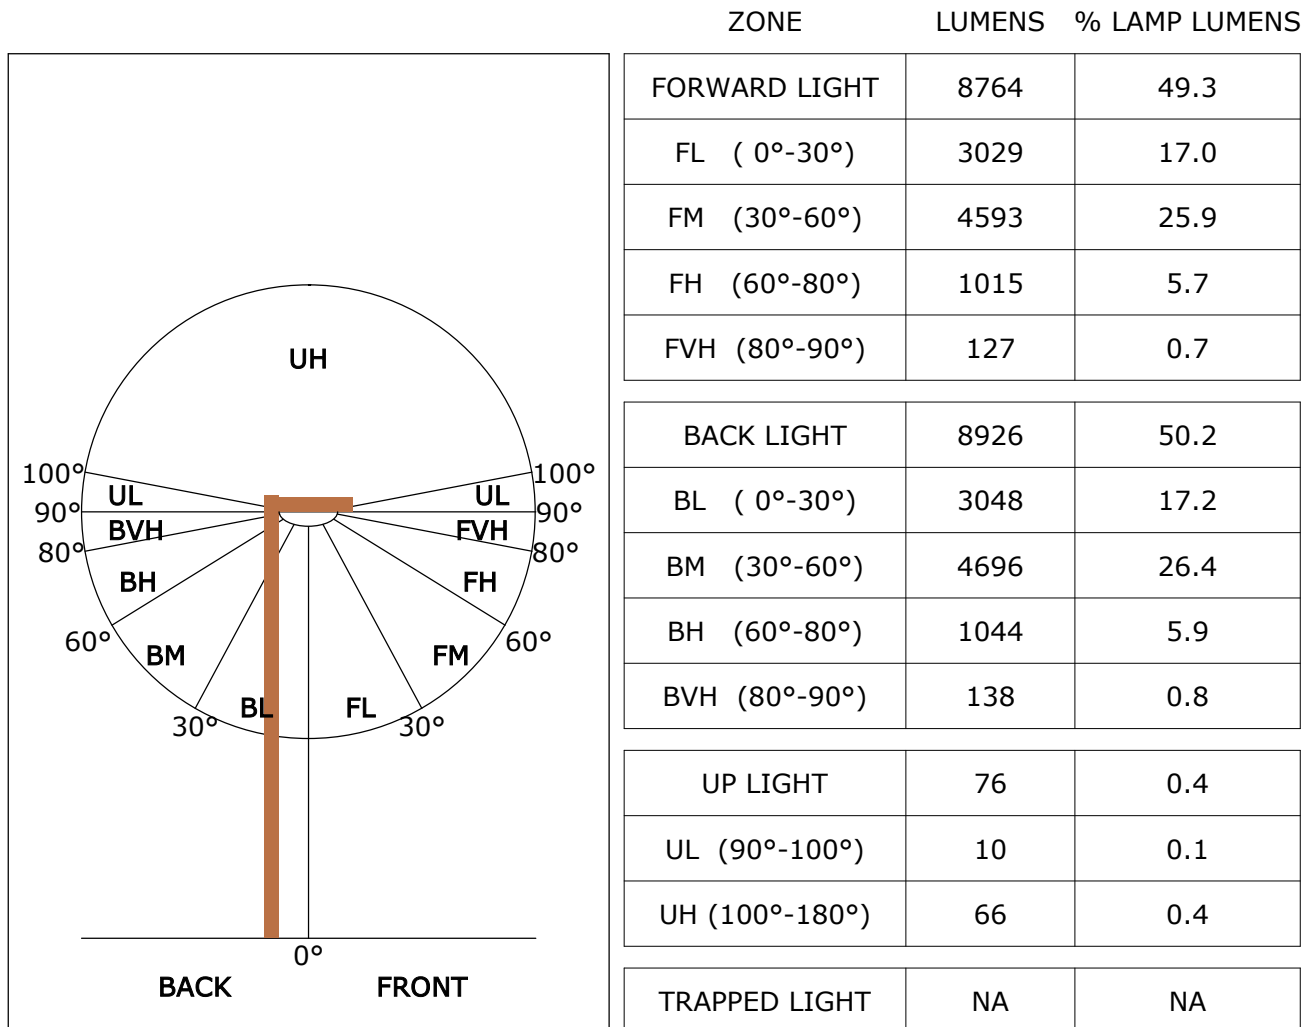 ZONE LUMENS % LAMP LUMENS
FORWARD LIGHT 8764 49.3
FL ( 0°-30°) 3029 17.0
FM (30°-60°) 4593 25.9
FH (60°-80°) 1015 5.7
FVH (80°-90°) 127 0.7
BACK LIGHT 8926 50.2
BL ( 0°-30°) 3048 17.2
BM (30°-60°) 4696 26.4
BH (60°-80°) 1044 5.9
BVH (80°-90°) 138 0.8
UP LIGHT 76 0.4
UL (90°-100°) 10 0.1
UH (100°-180°) 66 0.4
TRAPPED LIGHT NA NA
UH
100° 100°
UL UL
90° 90°
BVH FVH
80° 80°
BH FH
60° 60°
BM FM
BL FL
30° 30°
0°
BACK FRONT